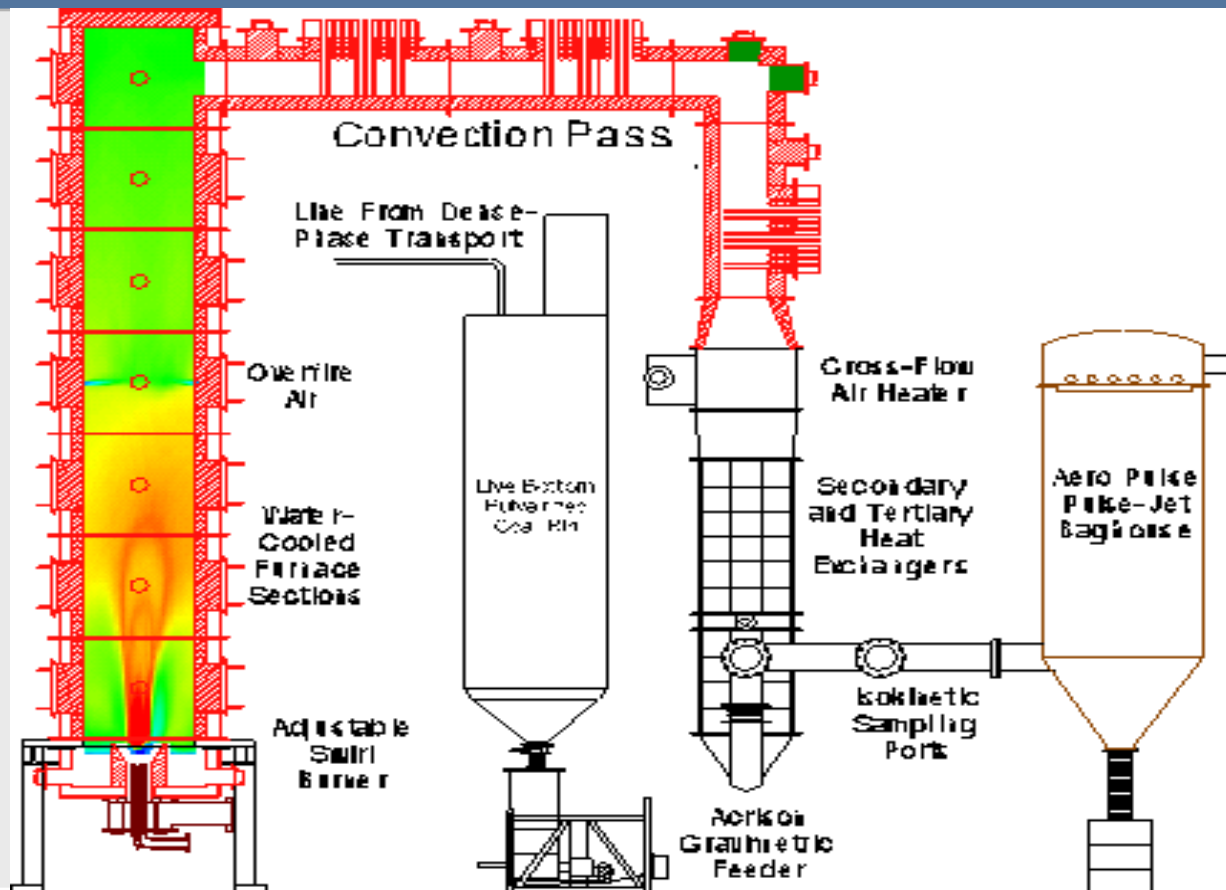 Convection Pass
Line From Dense-
Phase Transport
Overfire
Air
Cross-Flow
Air Heater
Live Bottom
Pulverized
Coal Bin
Aero Pulse
Pulse-Jet
Baghouse
Secondary
and Tertiary
Heat
Exchangers
Water-
Cooled
Furnace
Sections
Isokinetic
Sampling
Ports
Adjustable
Swirl
Burner
Acrison
Gravimetric
Feeder